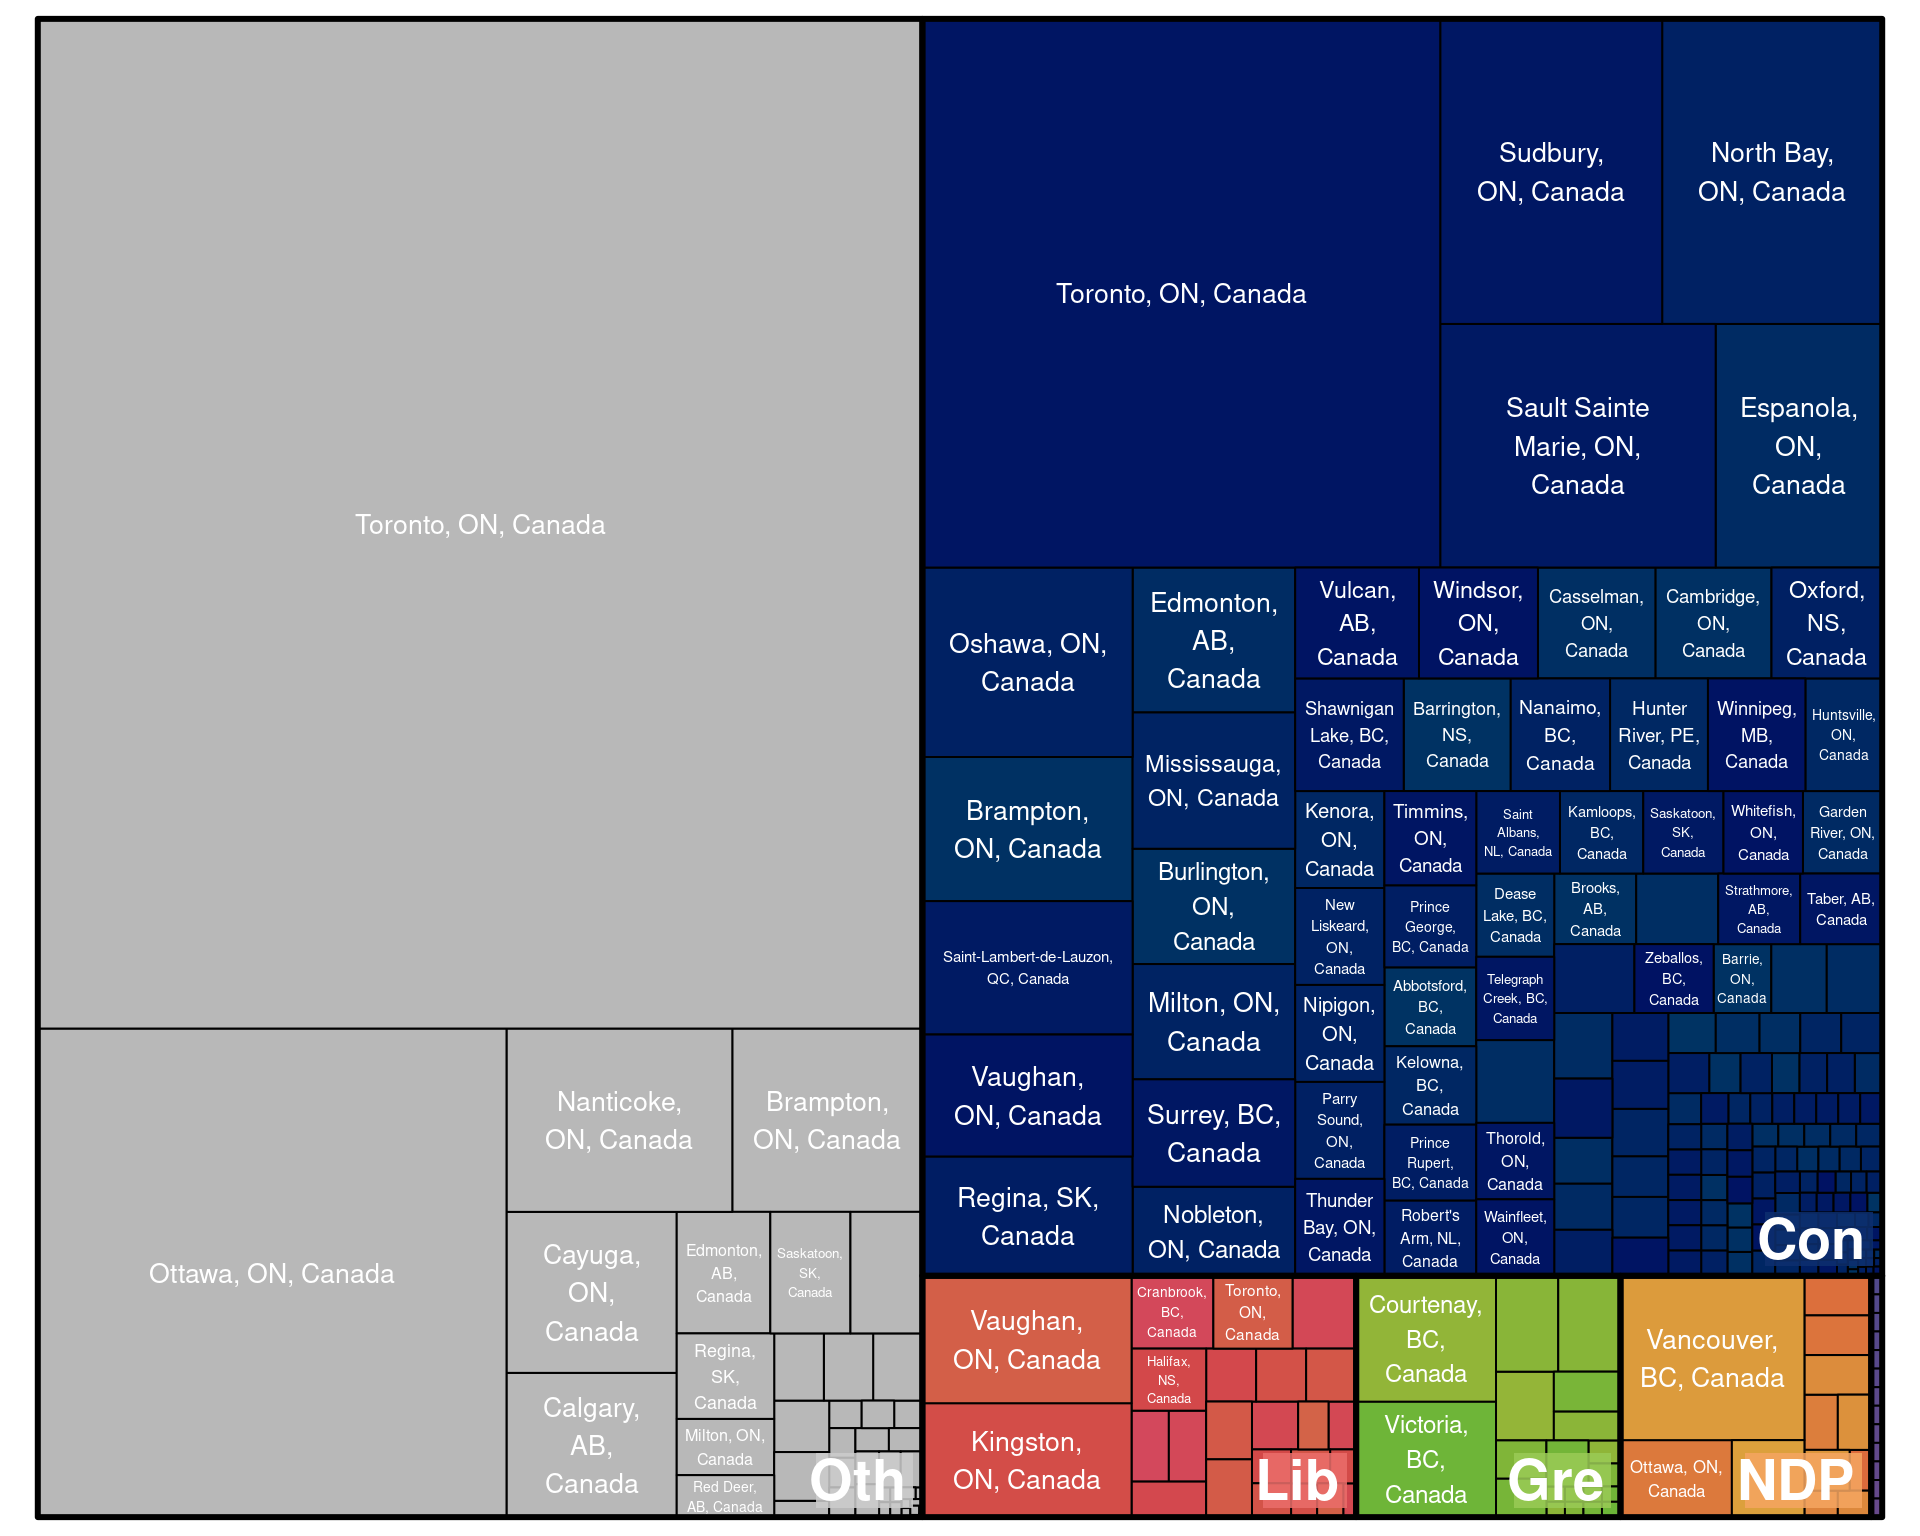 Toronto, ON, Canada
Ottawa, ON, Canada
Nanticoke,
ON, Canada
Brampton,
ON, Canada
Cayuga,
ON,
Canada
Calgary,
AB,
Canada
Edmonton,
AB,
Canada
Saskatoon,
SK,
Canada
Regina,
SK,
Canada
Milton, ON,
Canada
Red Deer,
AB, Canada
Oth
Toronto, ON, Canada
Sudbury,
ON, Canada
North Bay,
ON, Canada
Sault Sainte
Marie, ON,
Canada
Espanola,
ON,
Canada
Oshawa, ON,
Canada
Brampton,
ON, Canada
Saint-Lambert-de-Lauzon,
QC, Canada
Vaughan,
ON, Canada
Regina, SK,
Canada
Edmonton,
AB,
Canada
Mississauga,
ON, Canada
Burlington,
ON,
Canada
Milton, ON,
Canada
Surrey, BC,
Canada
Nobleton,
ON, Canada
Vulcan,
AB,
Canada
Windsor,
ON,
Canada
Casselman,
ON,
Canada
Cambridge,
ON,
Canada
Oxford,
NS,
Canada
Shawnigan
Lake, BC,
Canada
Barrington,
NS,
Canada
Nanaimo,
BC,
Canada
Hunter
River, PE,
Canada
Winnipeg,
MB,
Canada
Huntsville,
ON,
Canada
Kenora,
ON,
Canada
New
Liskeard,
ON,
Canada
Nipigon,
ON,
Canada
Parry
Sound,
ON,
Canada
Thunder
Bay, ON,
Canada
Timmins,
ON,
Canada
Prince
George,
BC, Canada
Abbotsford,
BC,
Canada
Kelowna,
BC,
Canada
Prince
Rupert,
BC, Canada
Robert's
Arm, NL,
Canada
Saint
Albans,
NL, Canada
Kamloops,
BC,
Canada
Saskatoon,
SK,
Canada
Whitefish,
ON,
Canada
Garden
River, ON,
Canada
Dease
Lake, BC,
Canada
Telegraph
Creek, BC,
Canada
Thorold,
ON,
Canada
Wainfleet,
ON,
Canada
Brooks,
AB,
Canada
Strathmore,
AB,
Canada
Taber, AB,
Canada
Zeballos,
BC,
Canada
Barrie,
ON,
Canada
Con
Vaughan,
ON, Canada
Kingston,
ON, Canada
Cranbrook,
BC,
Canada
Toronto,
ON,
Canada
Halifax,
NS,
Canada
Lib
Courtenay,
BC,
Canada
Victoria,
BC,
Canada
Gre
Vancouver,
BC, Canada
Ottawa, ON,
Canada
NDP